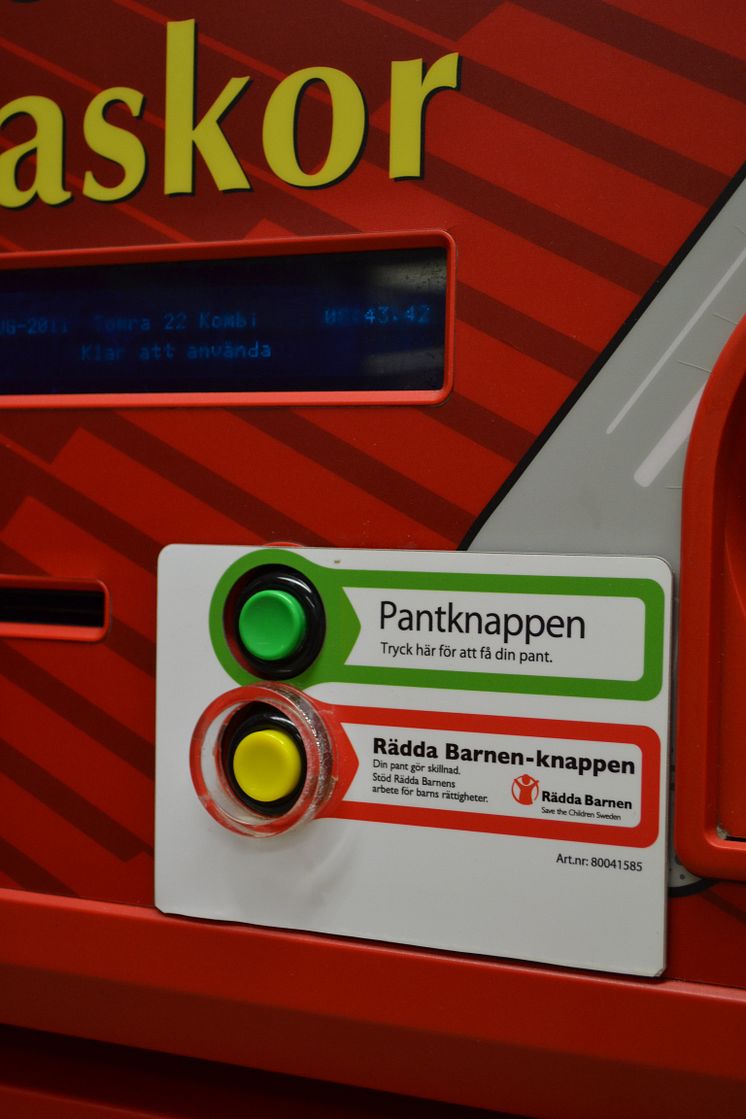 askor
Tomra 22 Kombi
Klar att använda
Pantknappen
Tryck här för att få din pant.
Rädda Barnen-knappen
Din pant gör skillnad.
Stöd Rädda Barnens
arbete för barns rättigheter.
Rädda Barnen
Save the Children Sweden
Art.nr: 80041585